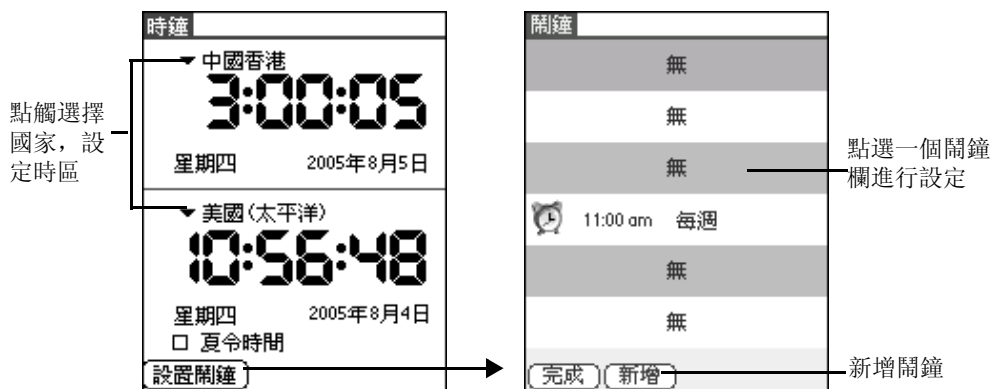 點觸選擇
國家，設
定時區
時鐘
中國香港
3:00:05
星期四 2005年8月5日
美國(太平洋)
10:56:48
星期四 2005年8月4日
夏令時間
設置鬧鐘
鬧鐘
無
無
無
11:00 am 每週
無
無
完成 新增
點選一個鬧鐘
欄進行設定
新增鬧鐘